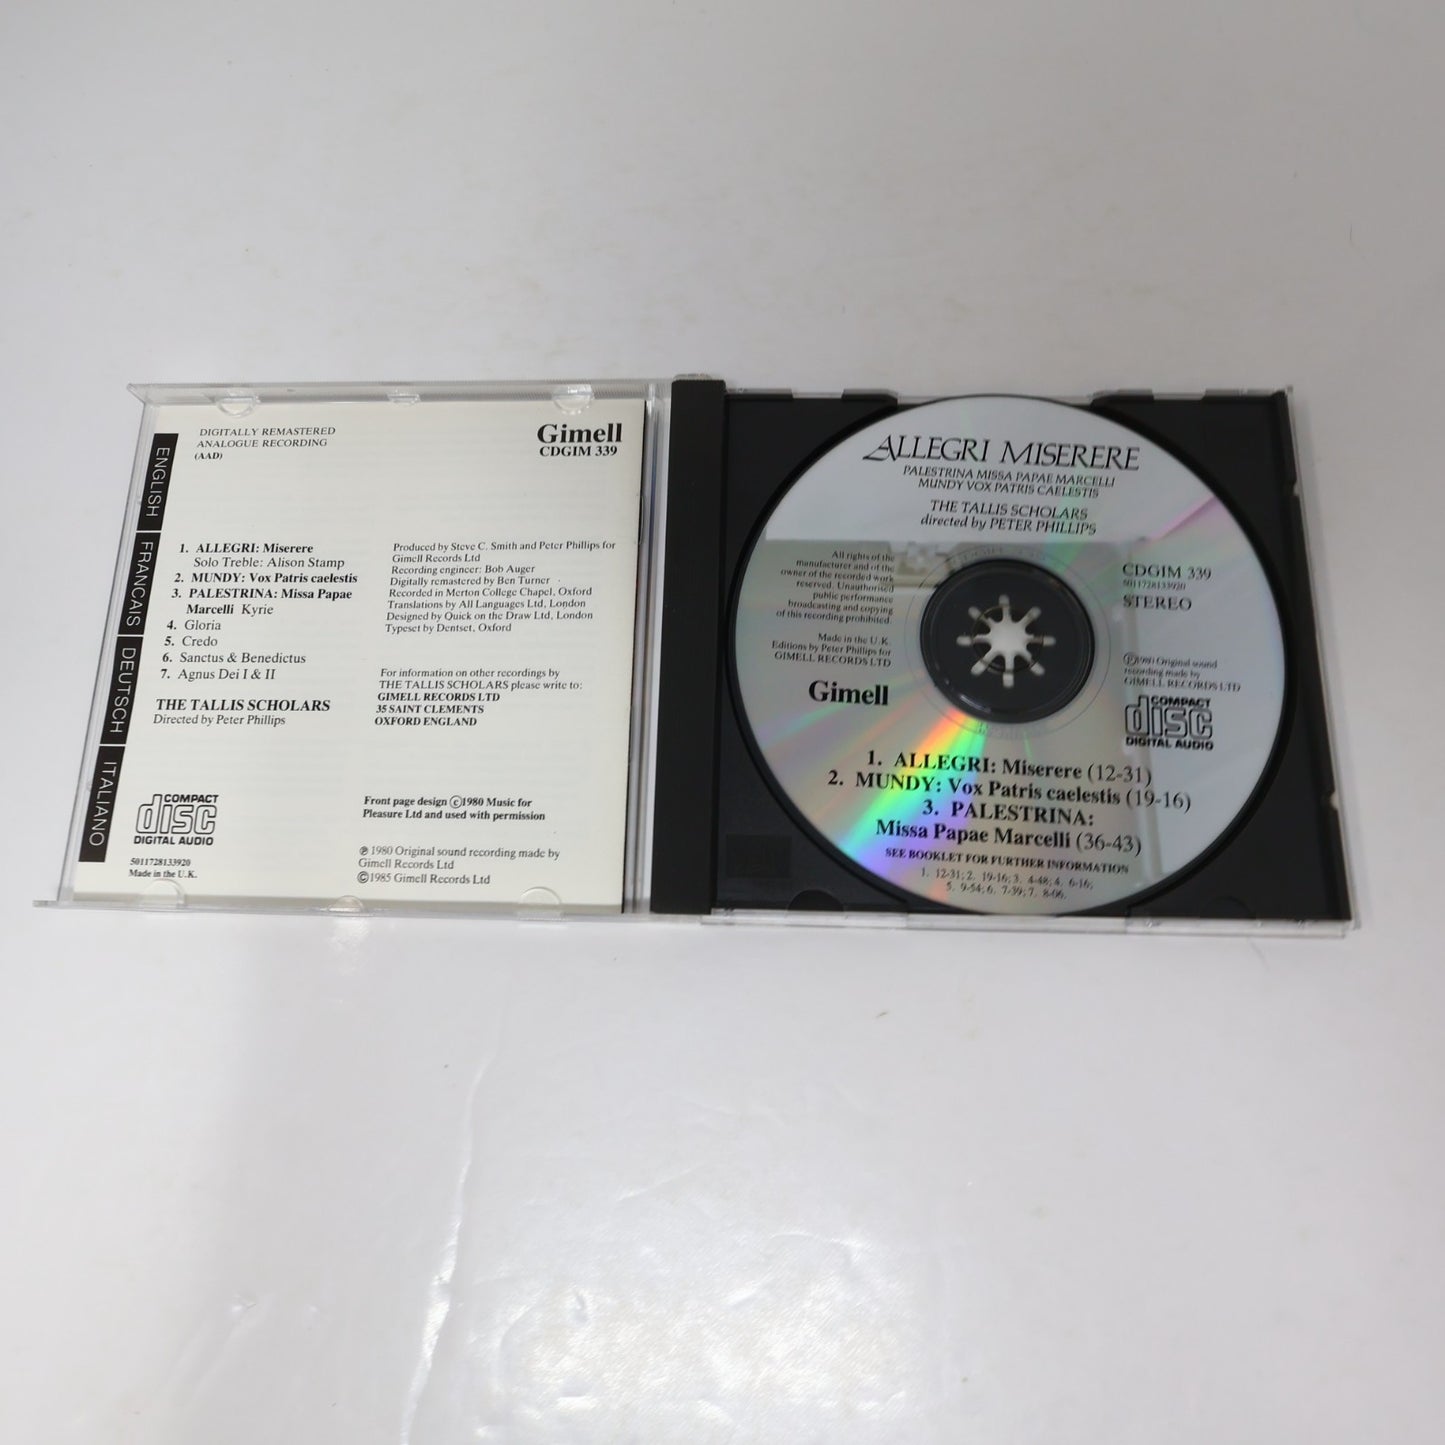 DIGITALLY REMASTERED
ANALOGUE RECORDING
(AAD)
Gimell
CDGIM 339
ENGLISH
FRANCAIS
DEUTSCH
ITALIANO
1. ALLEGRI: Miserere
Solo Treble: Alison Stamp
2. MUNDY: Vox Patris caelestis
3. PALESTRINA: Missa Papae
Marcelli Kyrie
4. Gloria
5. Credo
6. Sanctus & Benedictus
7. Agnus Dei I & II
THE TALLIS SCHOLARS
Directed by Peter Phillips
COMPACT
disc
DIGITAL AUDIO
5011728133920
Made in the U.K.
Produced by Steve C. Smith and Peter Phillips for
Gimell Records Ltd
Recording engineer: Bob Auger
Digitally remastered by Ben Turner
Recorded in Merton College Chapel, Oxford
Translations by All Languages Ltd, London
Designed by Quick on the Draw Ltd, London
Typeset by Dentset, Oxford
For information on other recordings by
THE TALLIS SCHOLARS please write to:
GIMELL RECORDS LTD
35 SAINT CLEMENTS
OXFORD ENGLAND
Front page design ©1980 Music for
Pleasure Ltd and used with permission
℗ 1980 Original sound recording made by
Gimell Records Ltd
©1985 Gimell Records Ltd
ALLEGRI MISERERE
PALESTRINA MISSA PAPAE MARCELLI
MUNDY VOX PATRIS CAELESTIS
THE TALLIS SCHOLARS
directed by PETER PHILLIPS
All rights of the
manufacturer and of the
owner of the recorded work
reserved. Unauthorised
public performance
broadcasting and copying
of this recording prohibited.
Made in the U.K.
Editions by Peter Phillips for
GIMELL RECORDS LTD
Gimell
CDGIM 339
5011728133920
STEREO
℗1980 Original sound
recording made by
GIMELL RECORDS LTD
COMPACT
disc
DIGITAL AUDIO
1. ALLEGRI: Miserere (12-31)
2. MUNDY: Vox Patris caelestis (19-16)
3. PALESTRINA:
Missa Papae Marcelli (36-43)
SEE BOOKLET FOR FURTHER INFORMATION
1. 12-31; 2. 19-16; 3. 4-48; 4. 6-16;
5. 9-54; 6. 7-39; 7. 8-06.